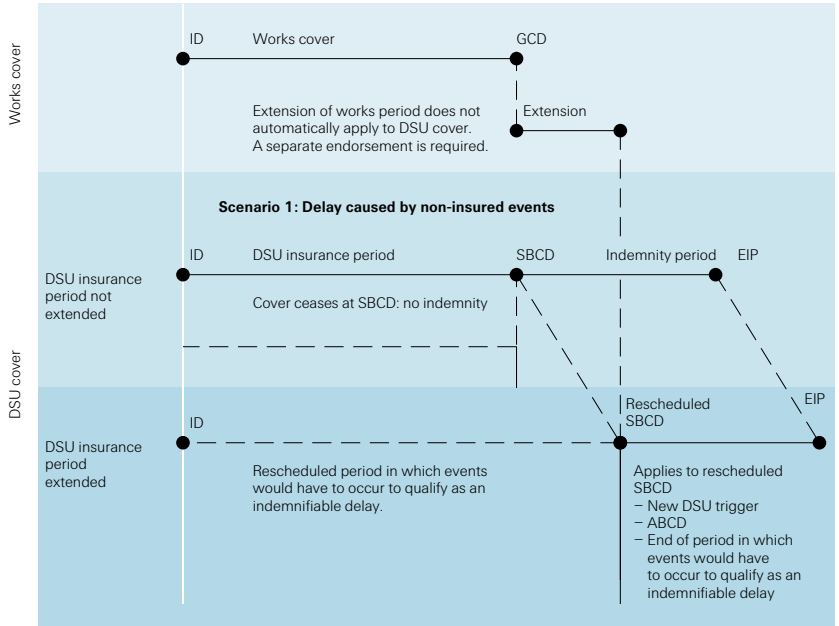 Works cover
ID
Works cover
GCD
Extension of works period does not
automatically apply to DSU cover.
A separate endorsement is required.
Extension
Scenario 1: Delay caused by non-insured events
DSU cover
DSU insurance
period not
extended
ID
DSU insurance period
SBCD
Indemnity period
EIP
Cover ceases at SBCD: no indemnity
DSU insurance
period
extended
ID
Rescheduled
SBCD
EIP
Rescheduled period in which events
would have to occur to qualify as an
indemnifiable delay.
Applies to rescheduled
SBCD
– New DSU trigger
– ABCD
– End of period in which
events would have
to occur to qualify as an
indemnifiable delay